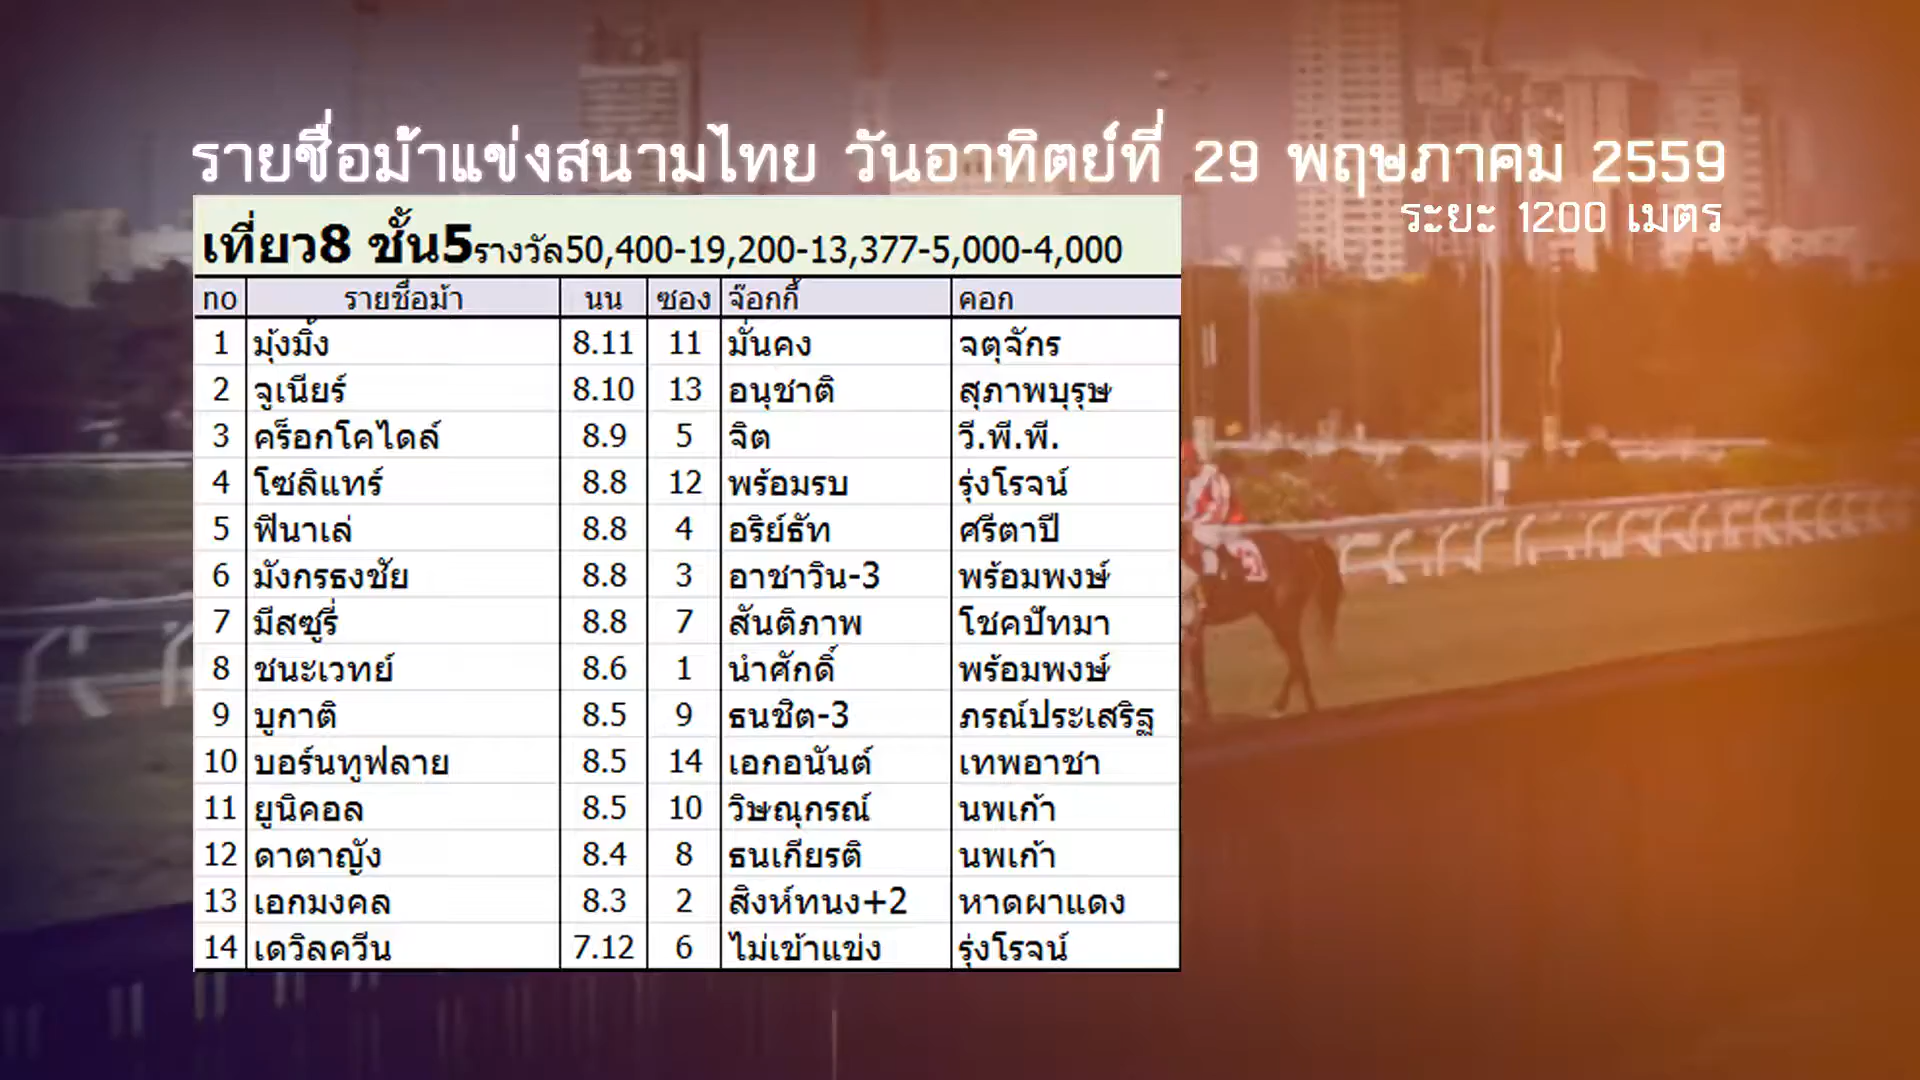 รายชื่อม้าแข่งสนามไทย วันอาทิตย์ที่ 29 พฤษภาคม 2559
ระยะ 1200 เมตร
เที่ยว8 ชั้น5รางวัล50,400-19,200-13,377-5,000-4,000
no รายชื่อม้า นน ซอง จ๊อกกี้ คอก
1 มุ้งมิ้ง 8.11 11 มั่นคง จตุจักร
2 จูเนียร์ 8.10 13 อนุชาติ สุภาพบุรุษ
3 คร็อกโคไดล์ 8.9 5 จิต วี.พี.พี.
4 โซลิแทร์ 8.8 12 พร้อมรบ รุ่งโรจน์
5 ฟินาเล่ 8.8 4 อริย์ธัท ศรีตาปี
6 มังกรธงชัย 8.8 3 อาชาวิน-3 พร้อมพงษ์
7 มีสซูรี่ 8.8 7 สันติภาพ โชคปัทมา
8 ชนะเวทย์ 8.6 1 นำศักดิ์ พร้อมพงษ์
9 บูกาติ 8.5 9 ธนชิต-3 ภรณ์ประเสริฐ
10 บอร์นทูฟลาย 8.5 14 เอกอนันต์ เทพอาชา
11 ยูนิคอล 8.5 10 วิษณุกรณ์ นพเก้า
12 ดาตาญัง 8.4 8 ธนเกียรติ นพเก้า
13 เอกมงคล 8.3 2 สิงห์ทนง+2 หาดผาแดง
14 เดวิลควีน 7.12 6 ไม่เข้าแข่ง รุ่งโรจน์